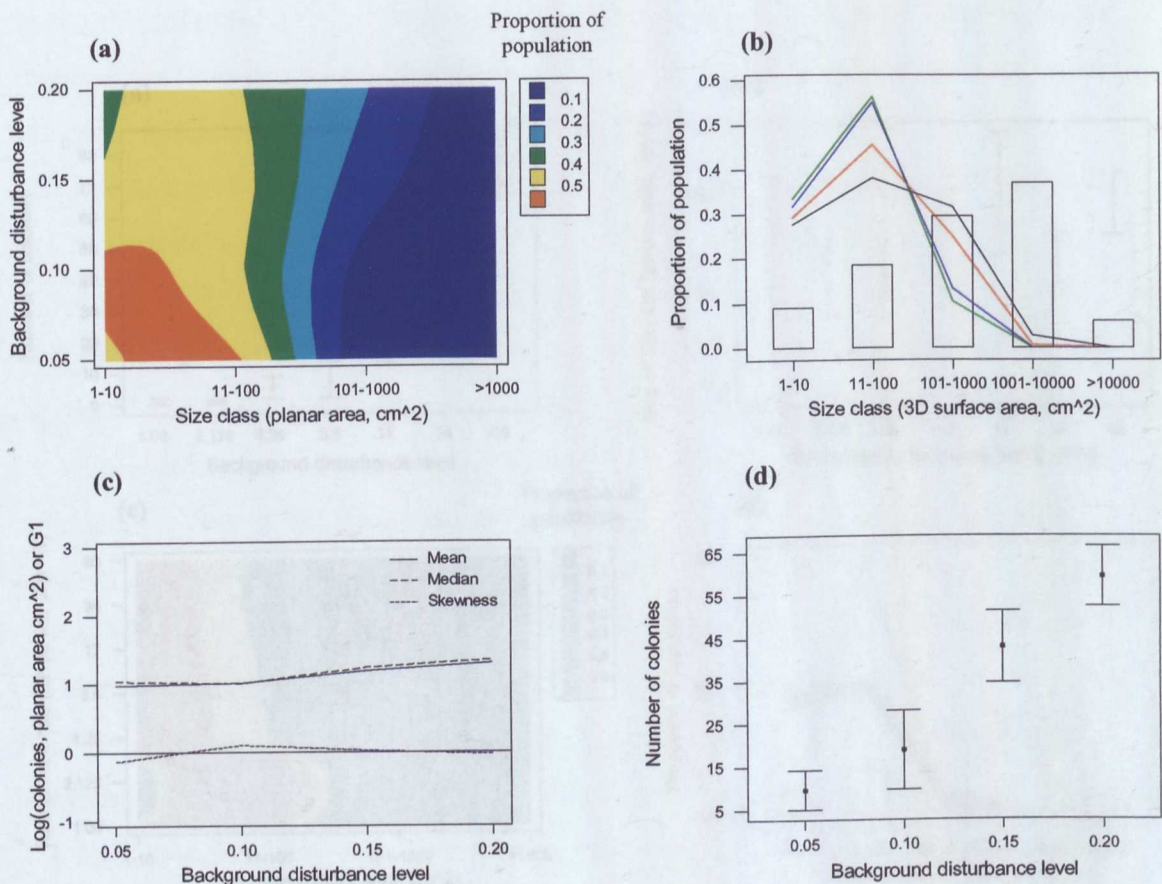 Proportion of
population
(a)
0.20
0.15
0.10
0.05
Background disturbance level
1-10
11-100
101-1000
>1000
Size class (planar area, cm^2)
0.1
0.2
0.3
0.4
0.5
(b)
0.6
0.5
0.4
0.3
0.2
0.1
0.0
Proportion of population
1-10
11-100
101-1000
1001-10000
>10000
Size class (3D surface area, cm^2)
(c)
3
2
1
0
-1
Log(colonies, planar area cm^2) or G1
Mean
Median
Skewness
0.05
0.10
0.15
0.20
Background disturbance level
(d)
65
55
45
35
25
15
5
Number of colonies
0.05
0.10
0.15
0.20
Background disturbance level